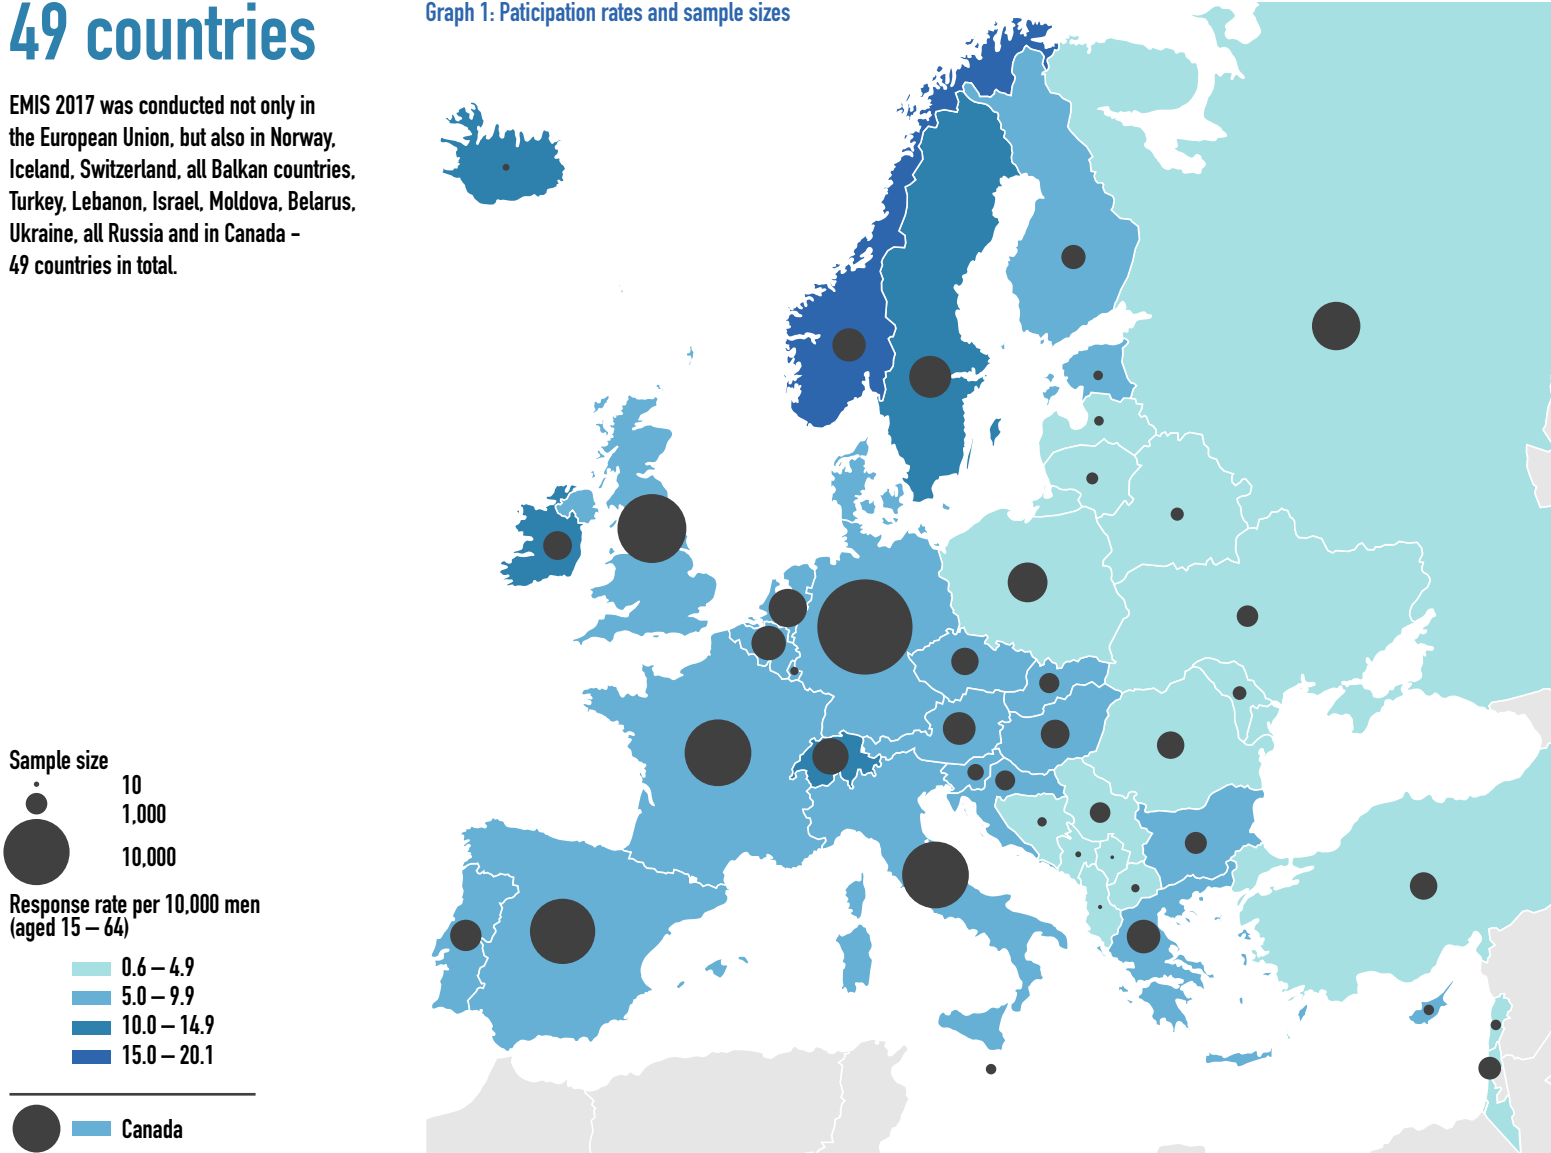 49 countries
EMIS 2017 was conducted not only in
the European Union, but also in Norway,
Iceland, Switzerland, all Balkan countries,
Turkey, Lebanon, Israel, Moldova, Belarus,
Ukraine, all Russia and in Canada –
49 countries in total.
Graph 1: Paticipation rates and sample sizes
Sample size
10
1,000
10,000
Response rate per 10,000 men
(aged 15 – 64)
0.6 – 4.9
5.0 – 9.9
10.0 – 14.9
15.0 – 20.1
Canada